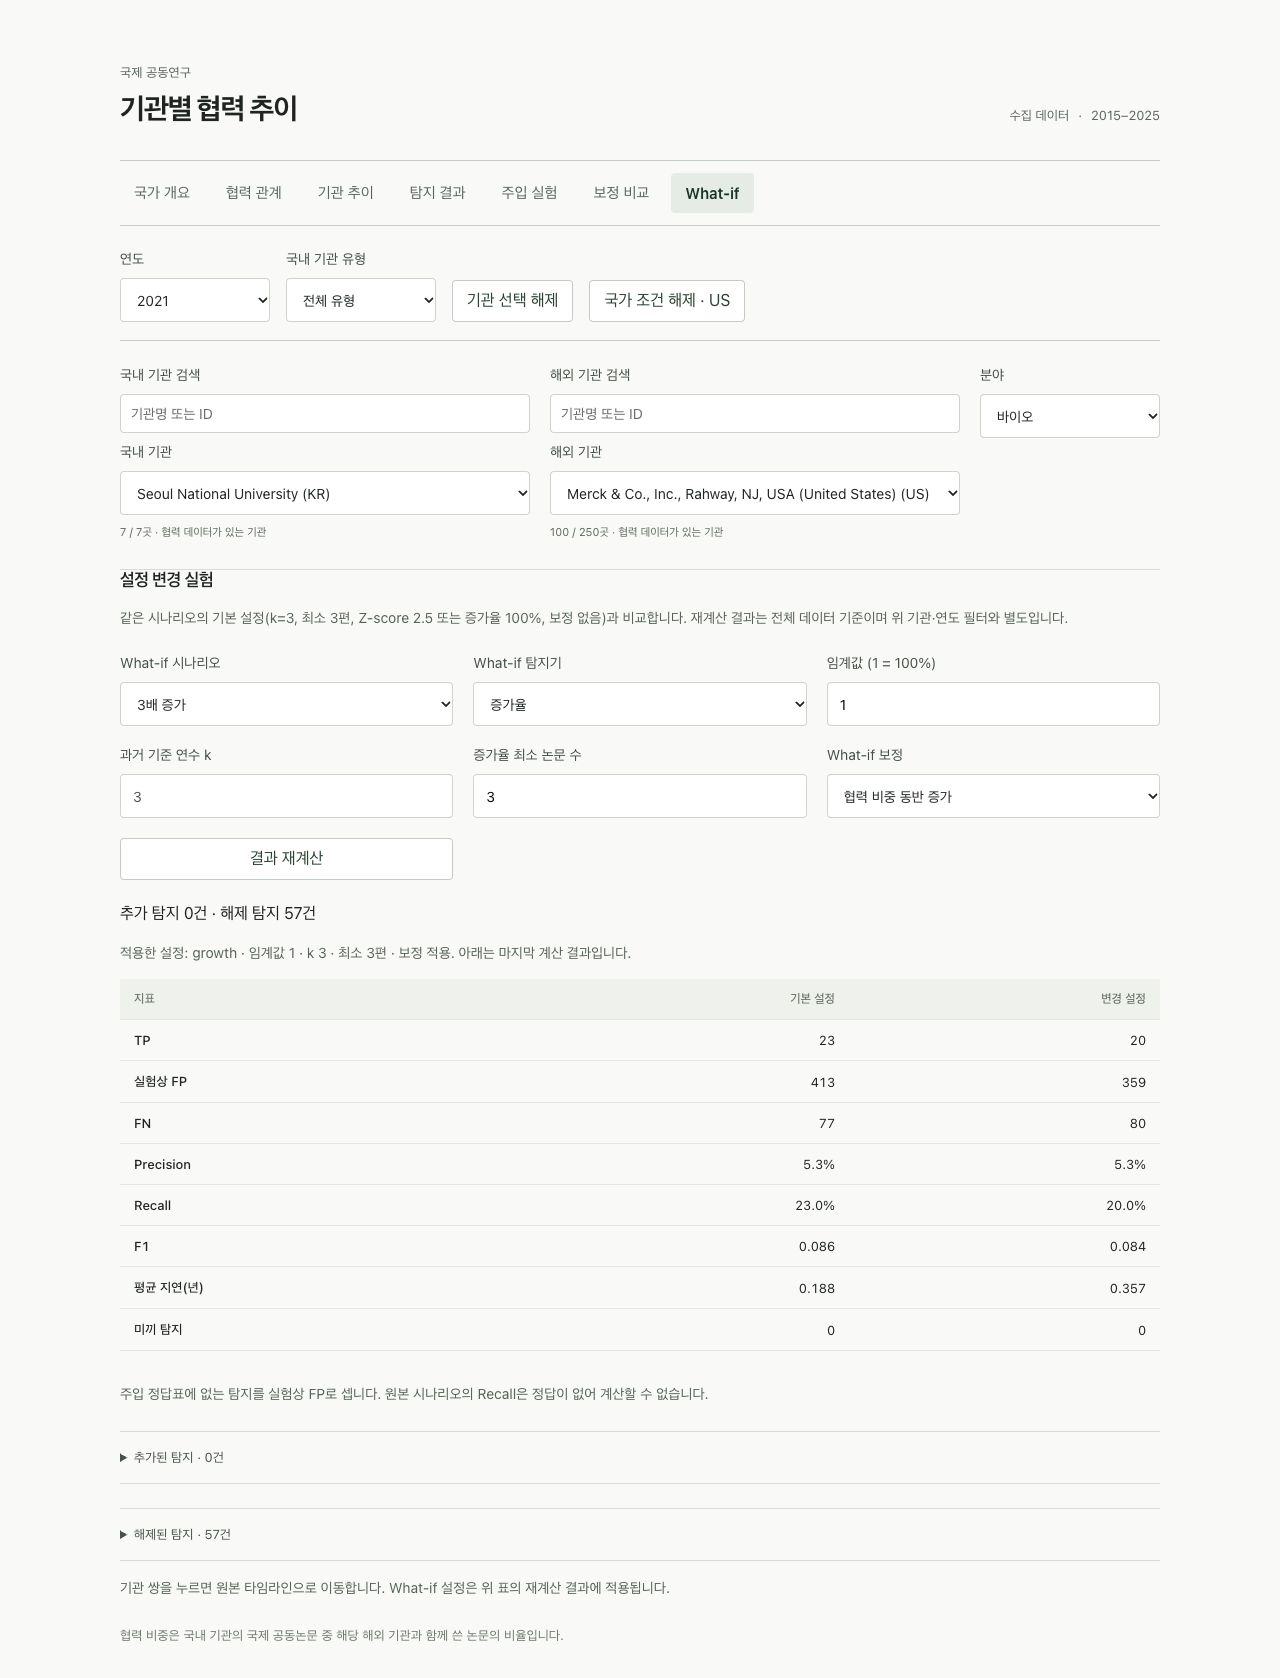 국제 공동연구
기관별 협력 추이
수집 데이터 · 2015–2025
국가 개요 협력 관계 기관 추이 탐지 결과 주입 실험 보정 비교 What-if
연도 국내 기관 유형
2021 전체 유형 기관 선택 해제 국가 조건 해제 · US
국내 기관 검색 해외 기관 검색 분야
기관명 또는 ID 기관명 또는 ID 바이오
국내 기관 해외 기관
Seoul National University (KR) Merck & Co., Inc., Rahway, NJ, USA (United States) (US)
7 / 7곳 · 협력 데이터가 있는 기관 100 / 250곳 · 협력 데이터가 있는 기관
설정 변경 실험
같은 시나리오의 기본 설정(k=3, 최소 3편, Z-score 2.5 또는 증가율 100%, 보정 없음)과 비교합니다. 재계산 결과는 전체 데이터 기준이며 위 기관·연도 필터와 별도입니다.
What-if 시나리오 What-if 탐지기 임계값 (1 = 100%)
3배 증가 증가율 1
과거 기준 연수 k 증가율 최소 논문 수 What-if 보정
3 3 협력 비중 동반 증가
결과 재계산
추가 탐지 0건 · 해제 탐지 57건
적용한 설정: growth · 임계값 1 · k 3 · 최소 3편 · 보정 적용. 아래는 마지막 계산 결과입니다.
지표 기본 설정 변경 설정
TP 23 20
실험상 FP 413 359
FN 77 80
Precision 5.3% 5.3%
Recall 23.0% 20.0%
F1 0.086 0.084
평균 지연(년) 0.188 0.357
미끼 탐지 0 0
주입 정답표에 없는 탐지를 실험상 FP로 셉니다. 원본 시나리오의 Recall은 정답이 없어 계산할 수 없습니다.
추가된 탐지 · 0건
해제된 탐지 · 57건
기관 쌍을 누르면 원본 타임라인으로 이동합니다. What-if 설정은 위 표의 재계산 결과에 적용됩니다.
협력 비중은 국내 기관의 국제 공동논문 중 해당 해외 기관과 함께 쓴 논문의 비율입니다.